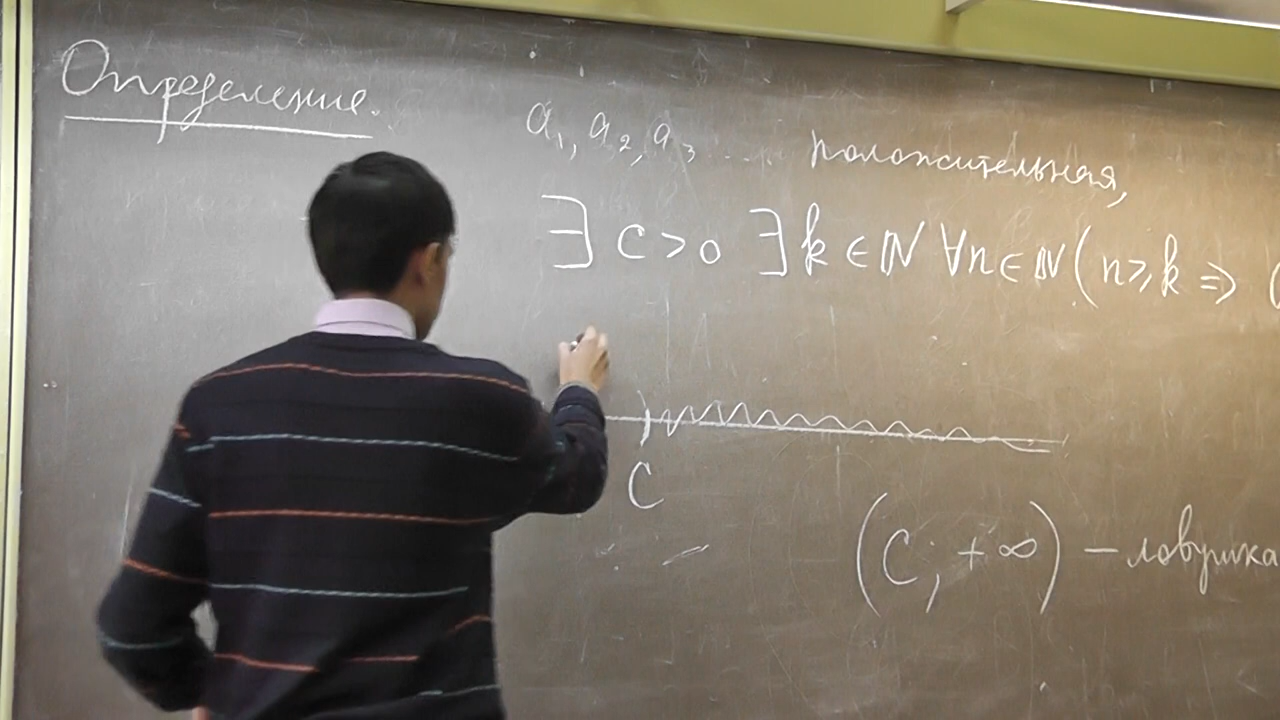 Определение.
a₁, a₂, a₃ ... положительная,
∃ C > 0 ∃ k ∈ ℕ ∀n ∈ ℕ (n ⩾ k ⇒ (
C
(C; +∞) — ловушка